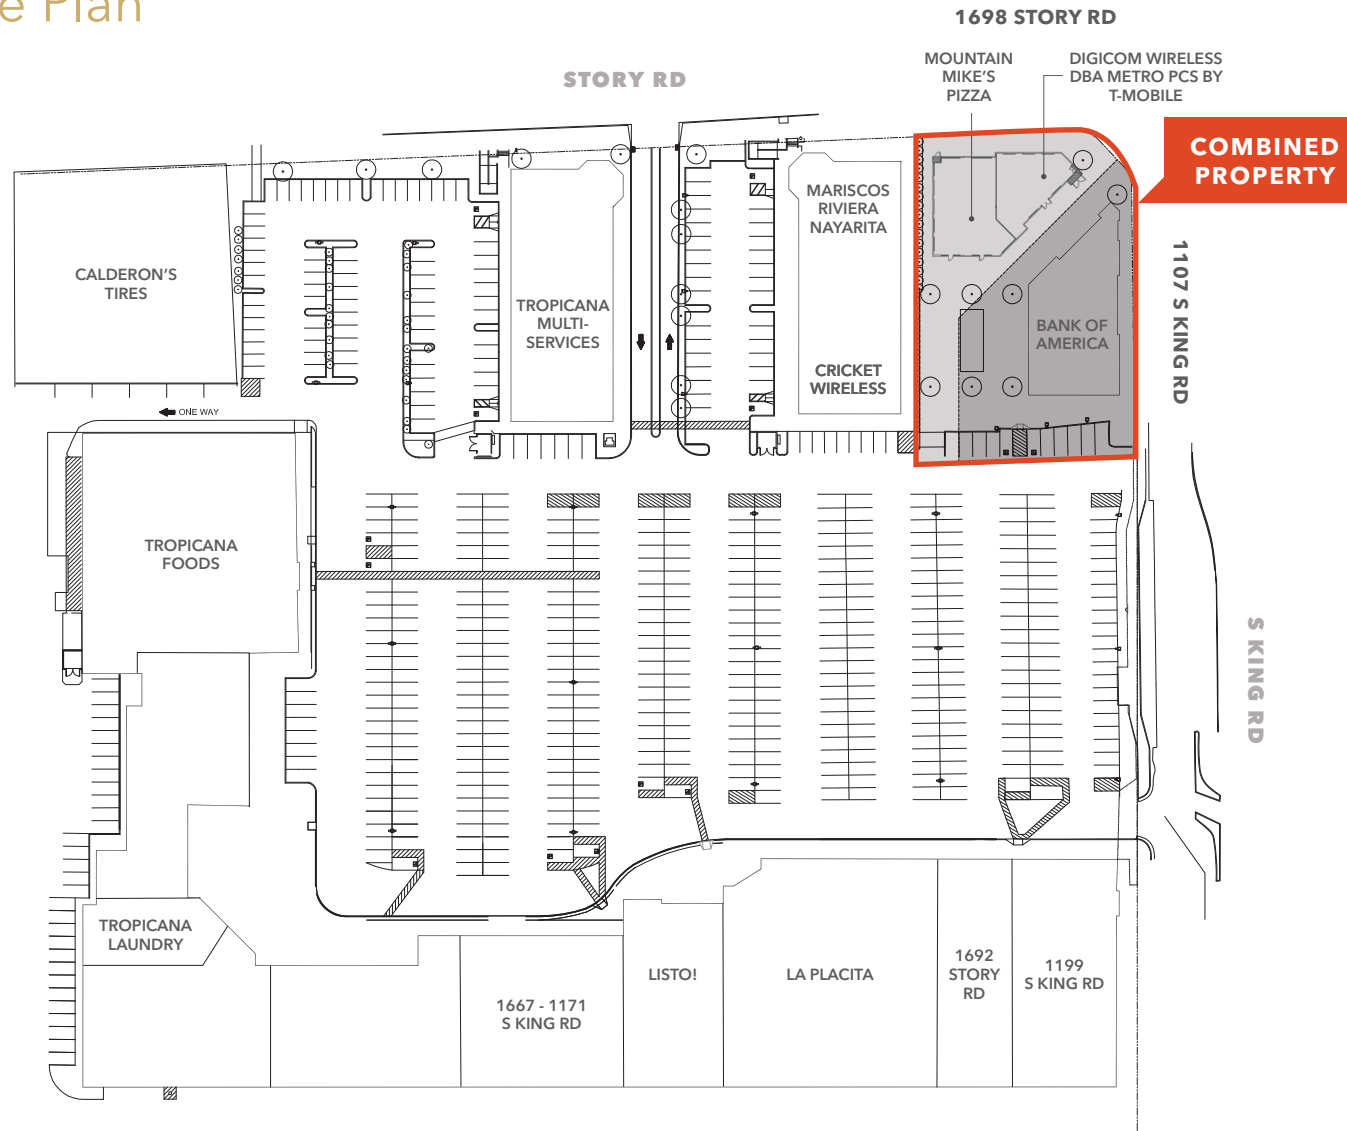 e Plan
1698 STORY RD
STORY RD
MOUNTAIN
MIKE'S
PIZZA
DIGICOM WIRELESS
DBA METRO PCS BY
T-MOBILE
COMBINED
PROPERTY
MARISCOS
RIVIERA
NAYARITA
CALDERON'S
TIRES
TROPICANA
MULTI-
SERVICES
BANK OF
AMERICA
1107 S KING RD
CRICKET
WIRELESS
ONE WAY
TROPICANA
FOODS
S KING RD
TROPICANA
LAUNDRY
1667 - 1171
S KING RD
LISTO!
LA PLACITA
1692
STORY
RD
1199
S KING RD